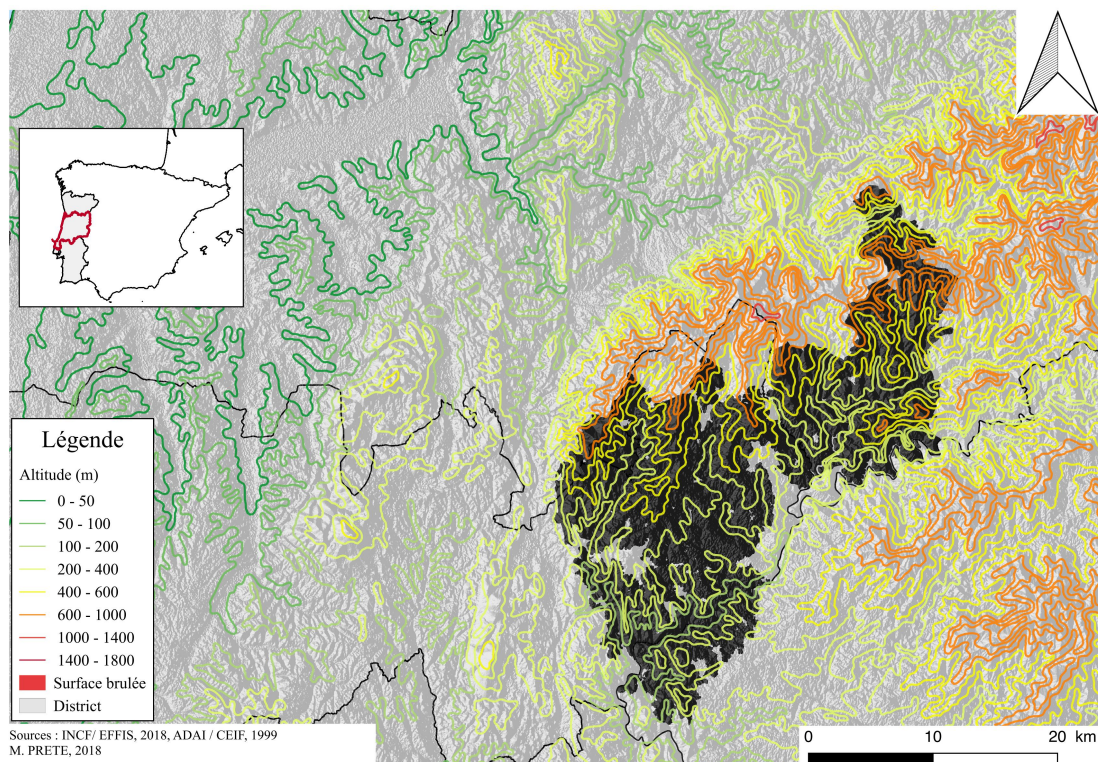 Légende
Altitude (m)
0 - 50
50 - 100
100 - 200
200 - 400
400 - 600
600 - 1000
1000 - 1400
1400 - 1800
Surface brulée
District
Sources : INCF/ EFFIS, 2018, ADAI / CEIF, 1999
M. PRETE, 2018
0 10 20 km